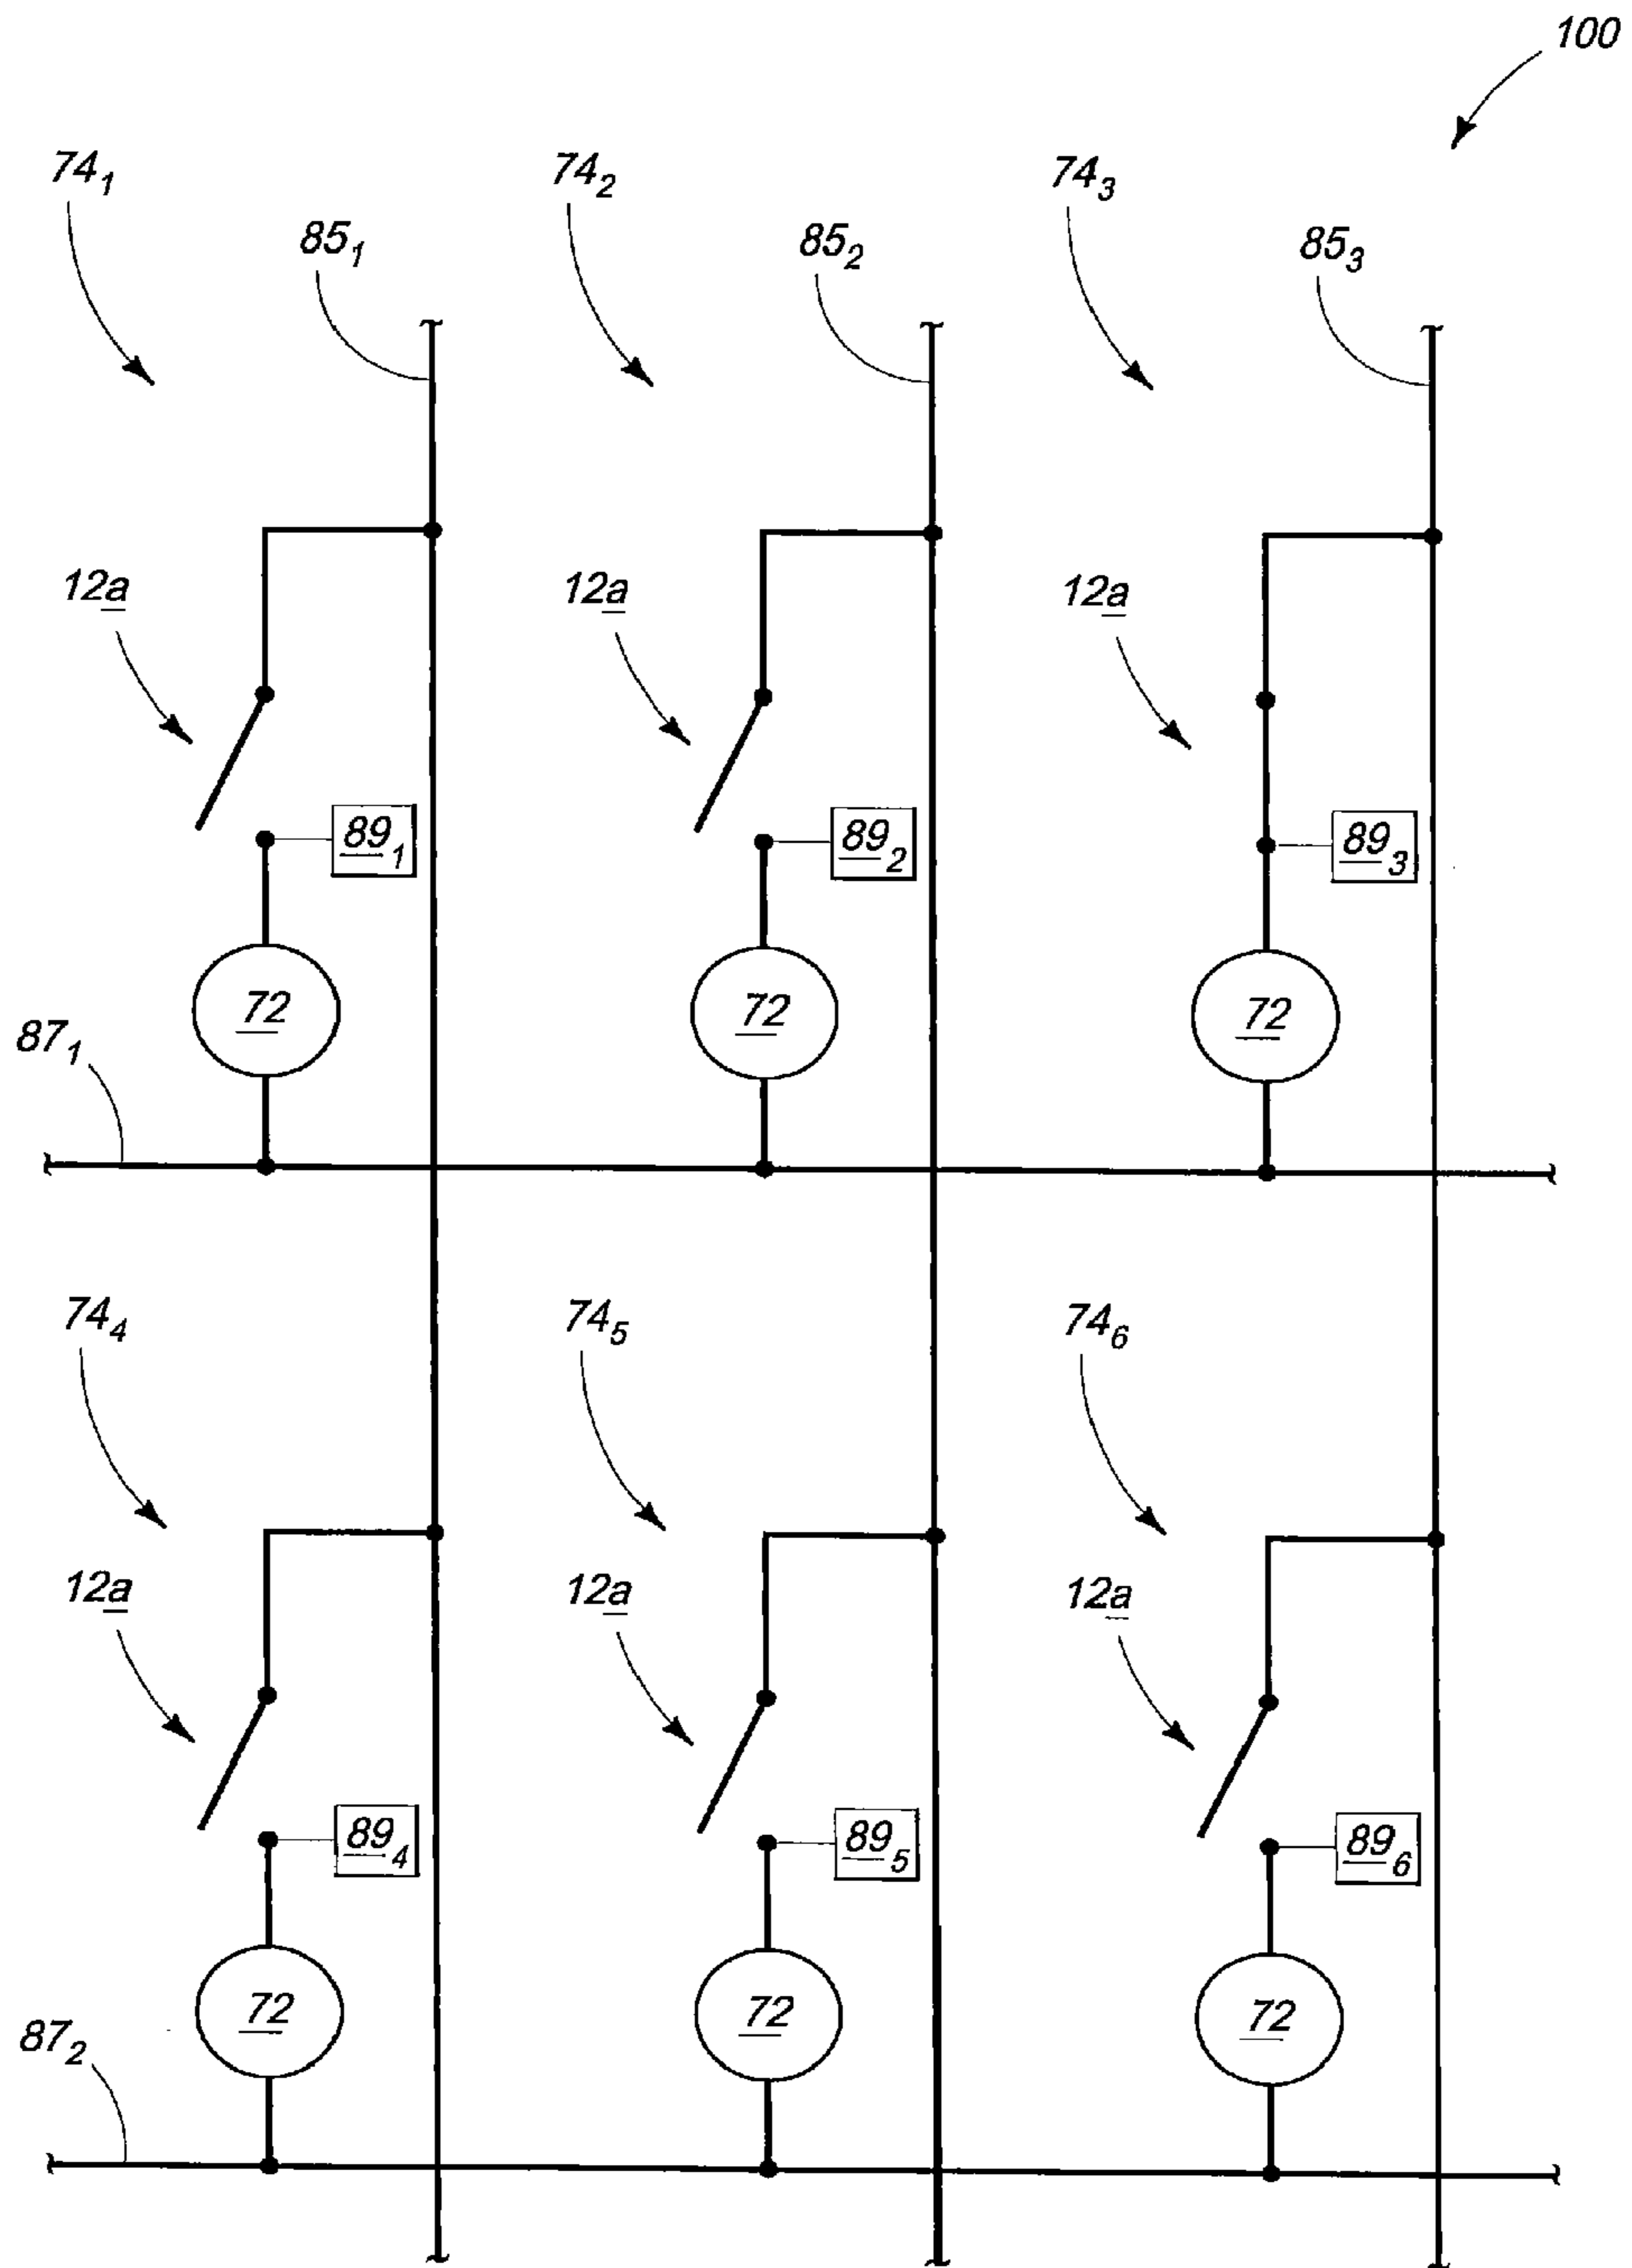 100
74₁ 74₂ 74₃
85₁ 85₂ 85₃
12a 12a 12a
89₁ 89₂ 89₃
72 72 72
87₁
74₄ 74₅ 74₆
12a 12a 12a
89₄ 89₅ 89₆
72 72 72
87₂